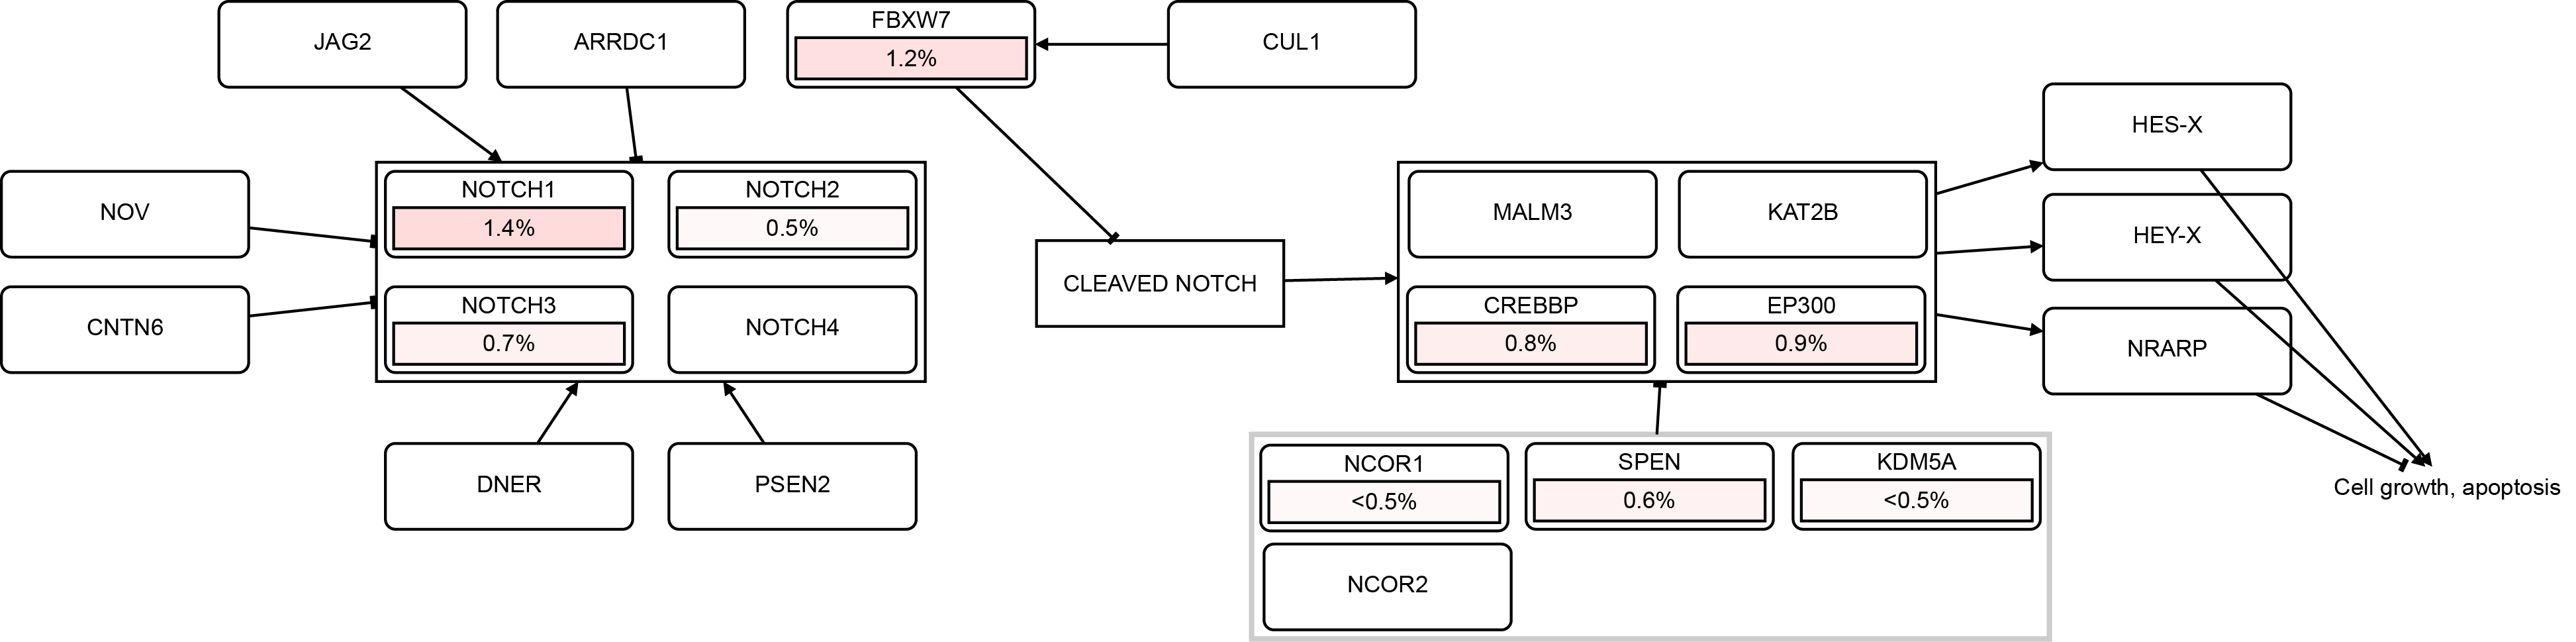 JAG2
ARRDC1
FBXW7
1.2%
CUL1
HES-X
NOV
NOTCH1
1.4%
NOTCH2
0.5%
MALM3
KAT2B
HEY-X
CLEAVED NOTCH
CNTN6
NOTCH3
0.7%
NOTCH4
CREBBP
0.8%
EP300
0.9%
NRARP
DNER
PSEN2
NCOR1
<0.5%
SPEN
0.6%
KDM5A
<0.5%
Cell growth, apoptosis
NCOR2